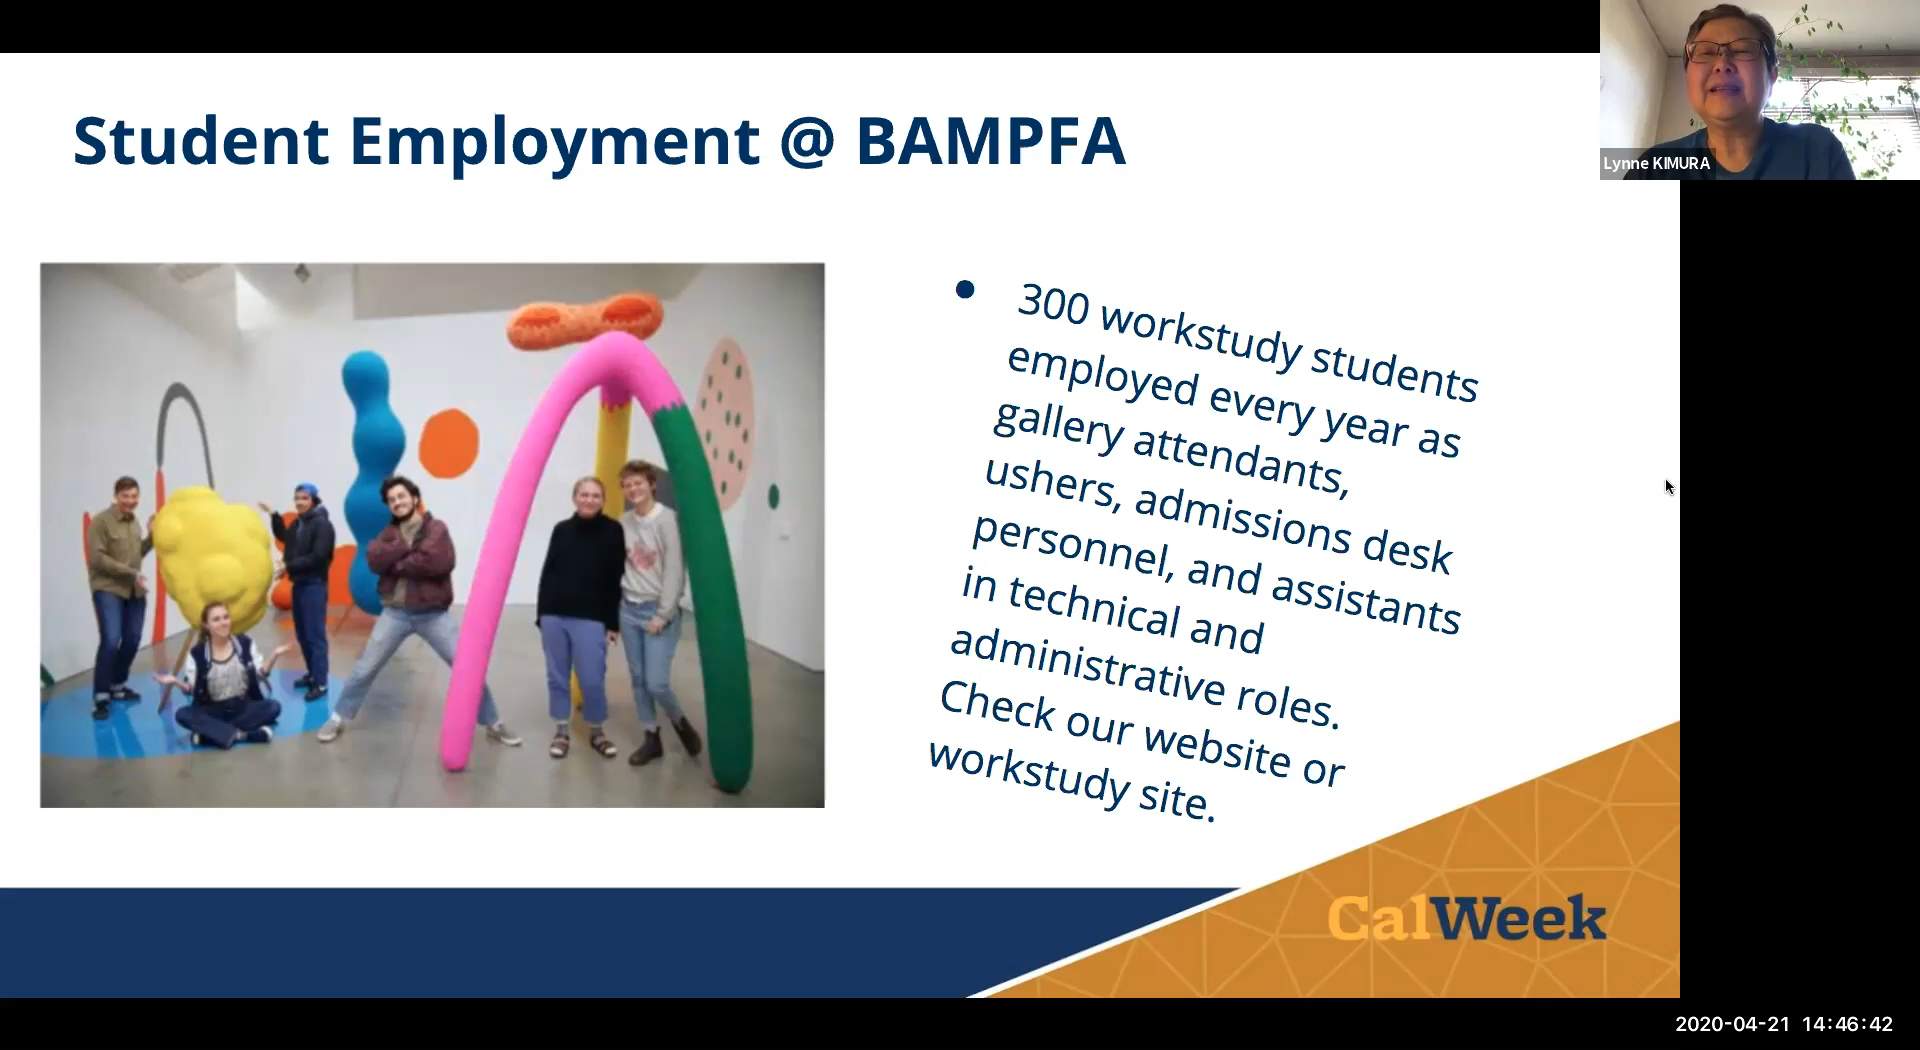 Student Employment @ BAMPFA
Lynne KIMURA
300 workstudy students
employed every year as
gallery attendants,
ushers, admissions desk
personnel, and assistants
in technical and
administrative roles.
Check our website or
workstudy site.
CalWeek
2020-04-21 14:46:42